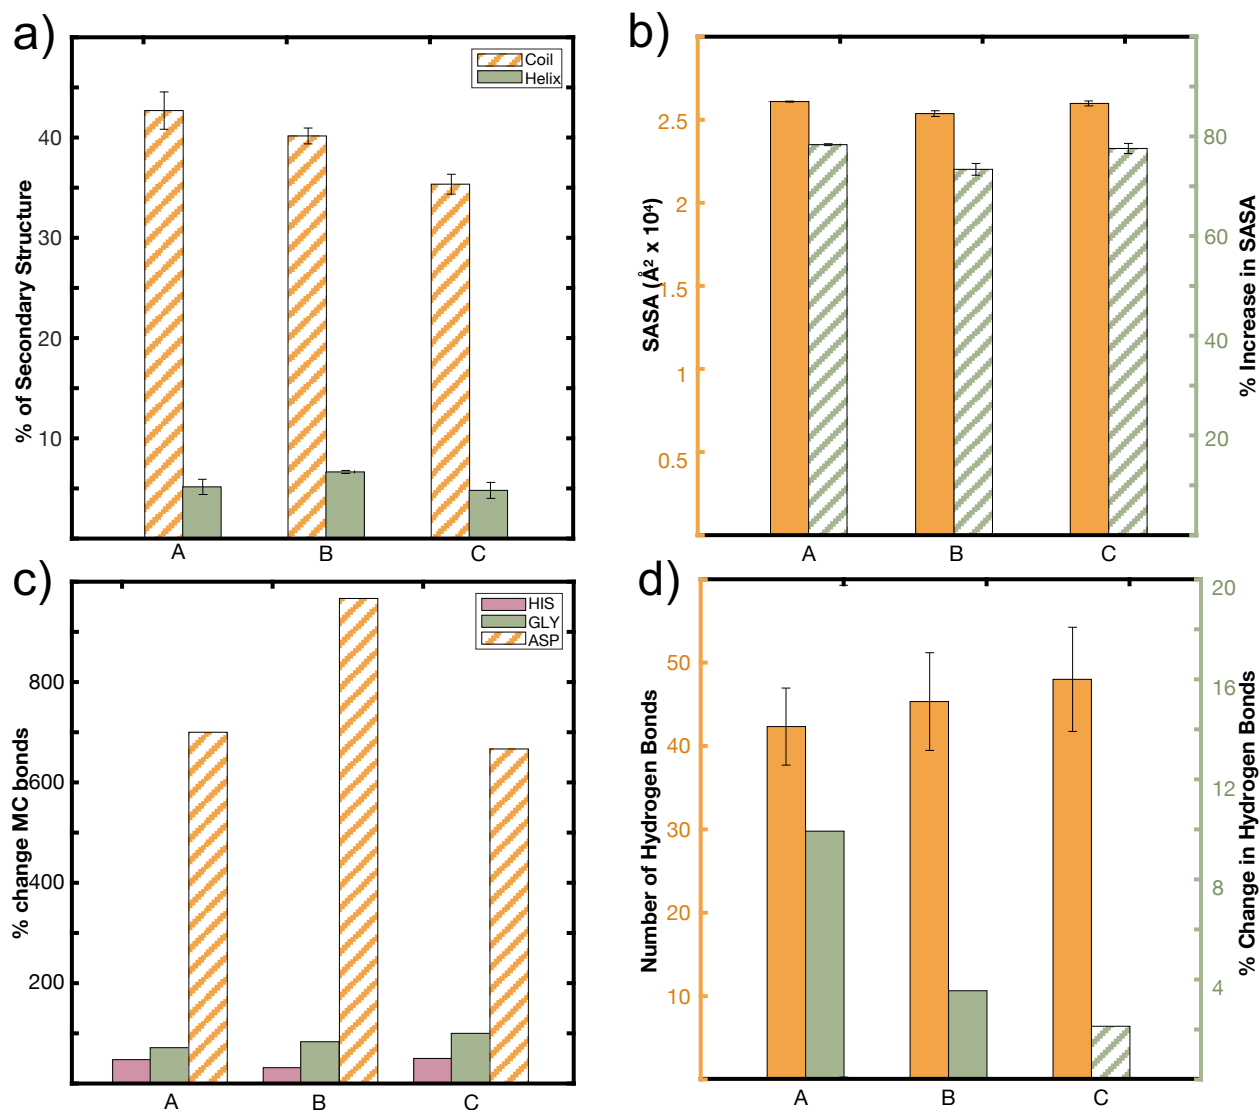 a)
Coil
Helix
% of Secondary Structure
40
30
20
10
A B C
b)
SASA (Å² x 10⁴)
2.5
2
1.5
1
0.5
80
60
40
20
% Increase in SASA
A B C
c)
HIS
GLY
ASP
% change MC bonds
800
600
400
200
A B C
d)
Number of Hydrogen Bonds
50
40
30
20
10
20
16
12
8
4
% Change in Hydrogen Bonds
A B C